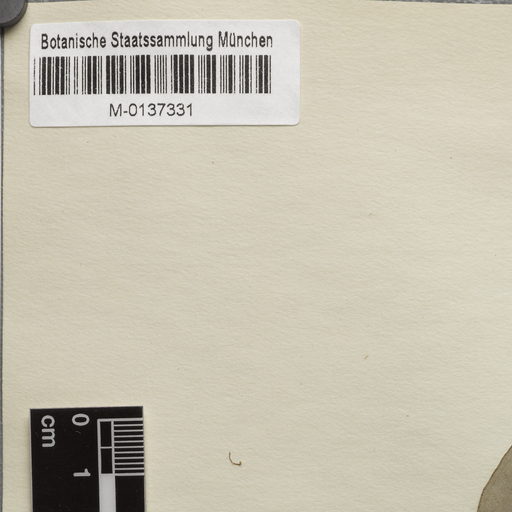 Botanische Staatssammlung München
M-0137331
0 1
cm